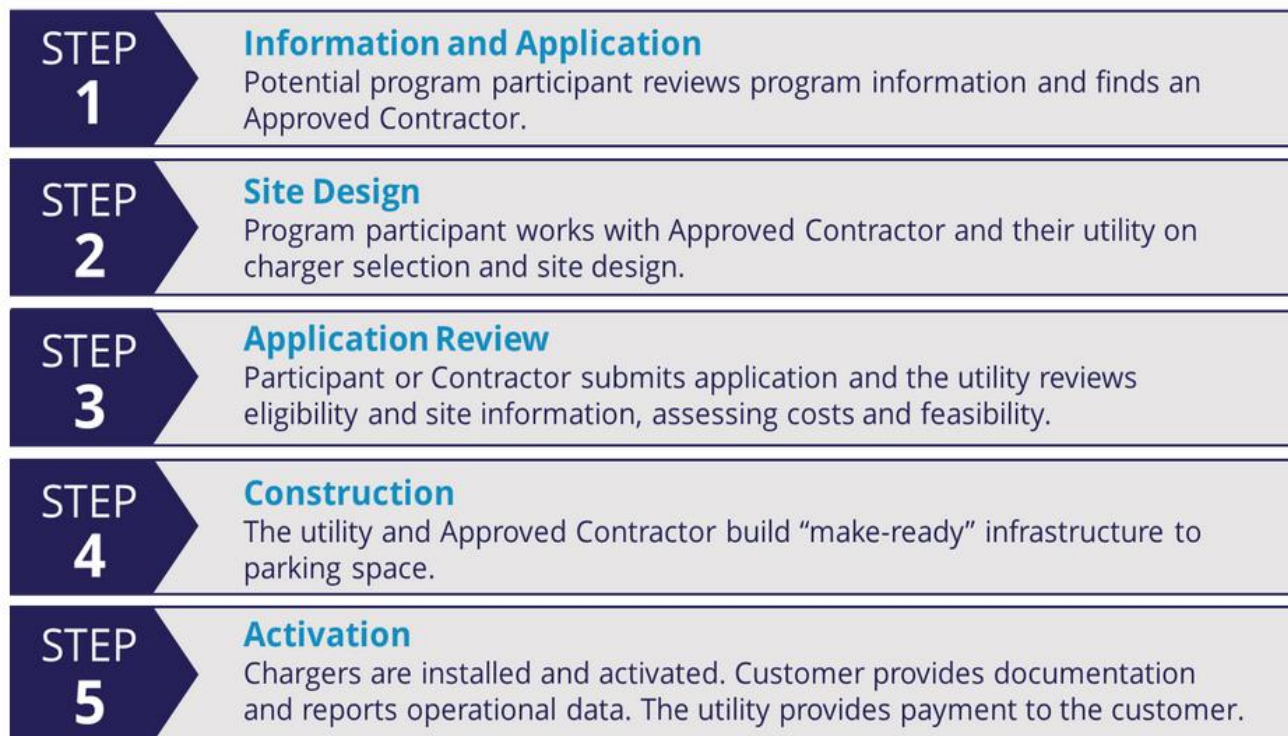 STEP
1
Information and Application
Potential program participant reviews program information and finds an
Approved Contractor.
STEP
2
Site Design
Program participant works with Approved Contractor and their utility on
charger selection and site design.
STEP
3
Application Review
Participant or Contractor submits application and the utility reviews
eligibility and site information, assessing costs and feasibility.
STEP
4
Construction
The utility and Approved Contractor build “make-ready” infrastructure to
parking space.
STEP
5
Activation
Chargers are installed and activated. Customer provides documentation
and reports operational data. The utility provides payment to the customer.